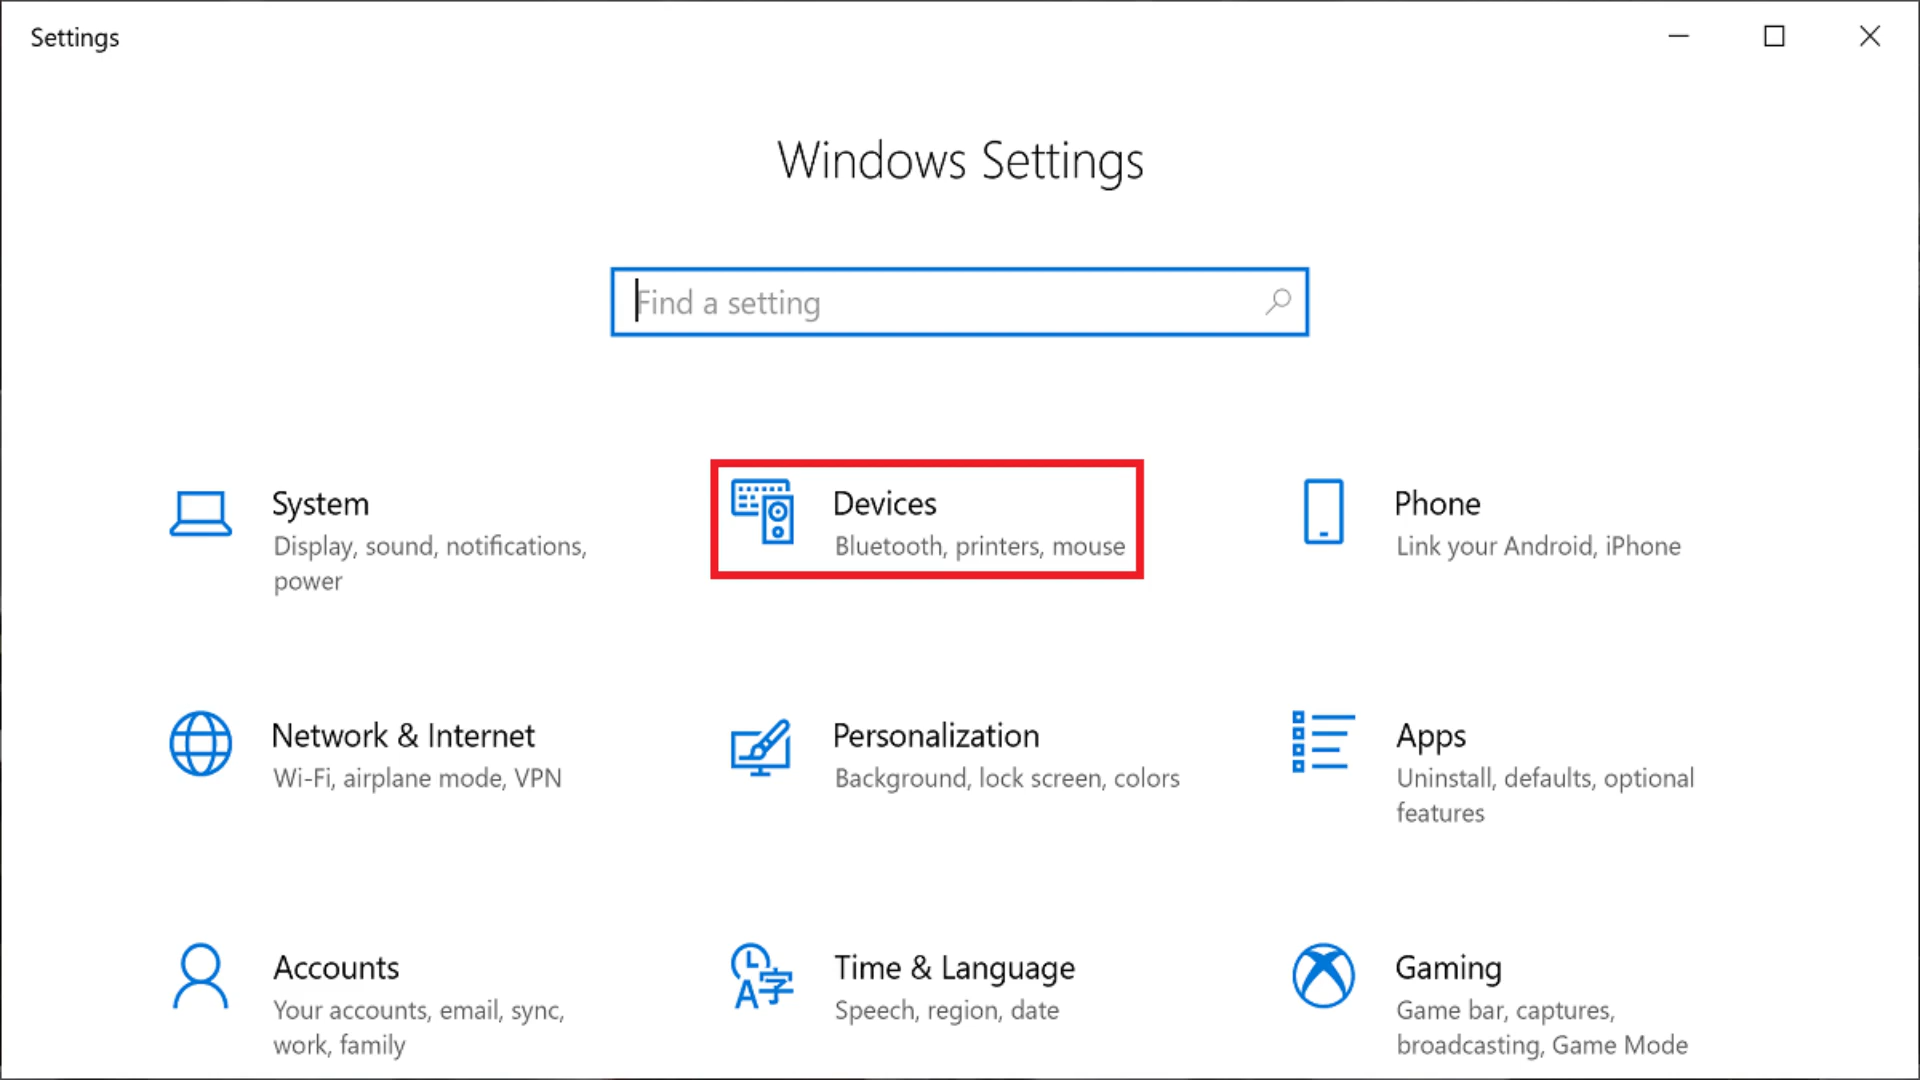 Settings
Windows Settings
Find a setting
System
Display, sound, notifications,
power
Devices
Bluetooth, printers, mouse
Phone
Link your Android, iPhone
Network & Internet
Wi-Fi, airplane mode, VPN
Personalization
Background, lock screen, colors
Apps
Uninstall, defaults, optional
features
Accounts
Your accounts, email, sync,
work, family
Time & Language
Speech, region, date
Gaming
Game bar, captures,
broadcasting, Game Mode